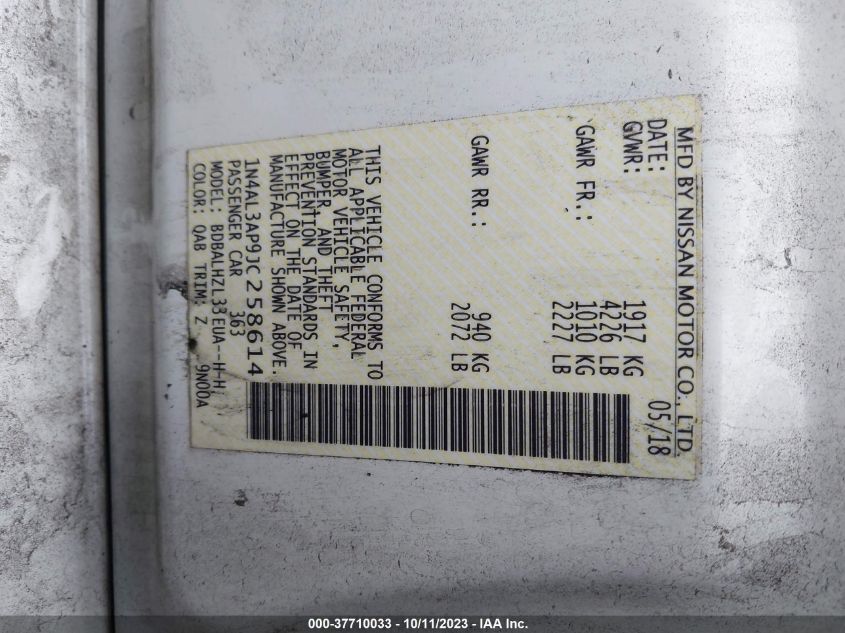 MFD BY NISSAN MOTOR CO., LTD.
DATE: 05/18
GVWR: 1917 KG
4226 LB
GAWR FR.: 1010 KG
2227 LB
GAWR RR.: 940 KG
2072 LB
THIS VEHICLE CONFORMS TO
ALL APPLICABLE FEDERAL
MOTOR VEHICLE SAFETY,
BUMPER, AND THEFT
PREVENTION STANDARDS IN
EFFECT ON THE DATE OF
MANUFACTURE SHOWN ABOVE.
1N4AL3AP9JC258614
PASSENGER CAR 363
MODEL: BDBALHZL33EUA--H-H
COLOR: QAB TRIM: Z 9N00A
000-37710033 - 10/11/2023 - IAA Inc.